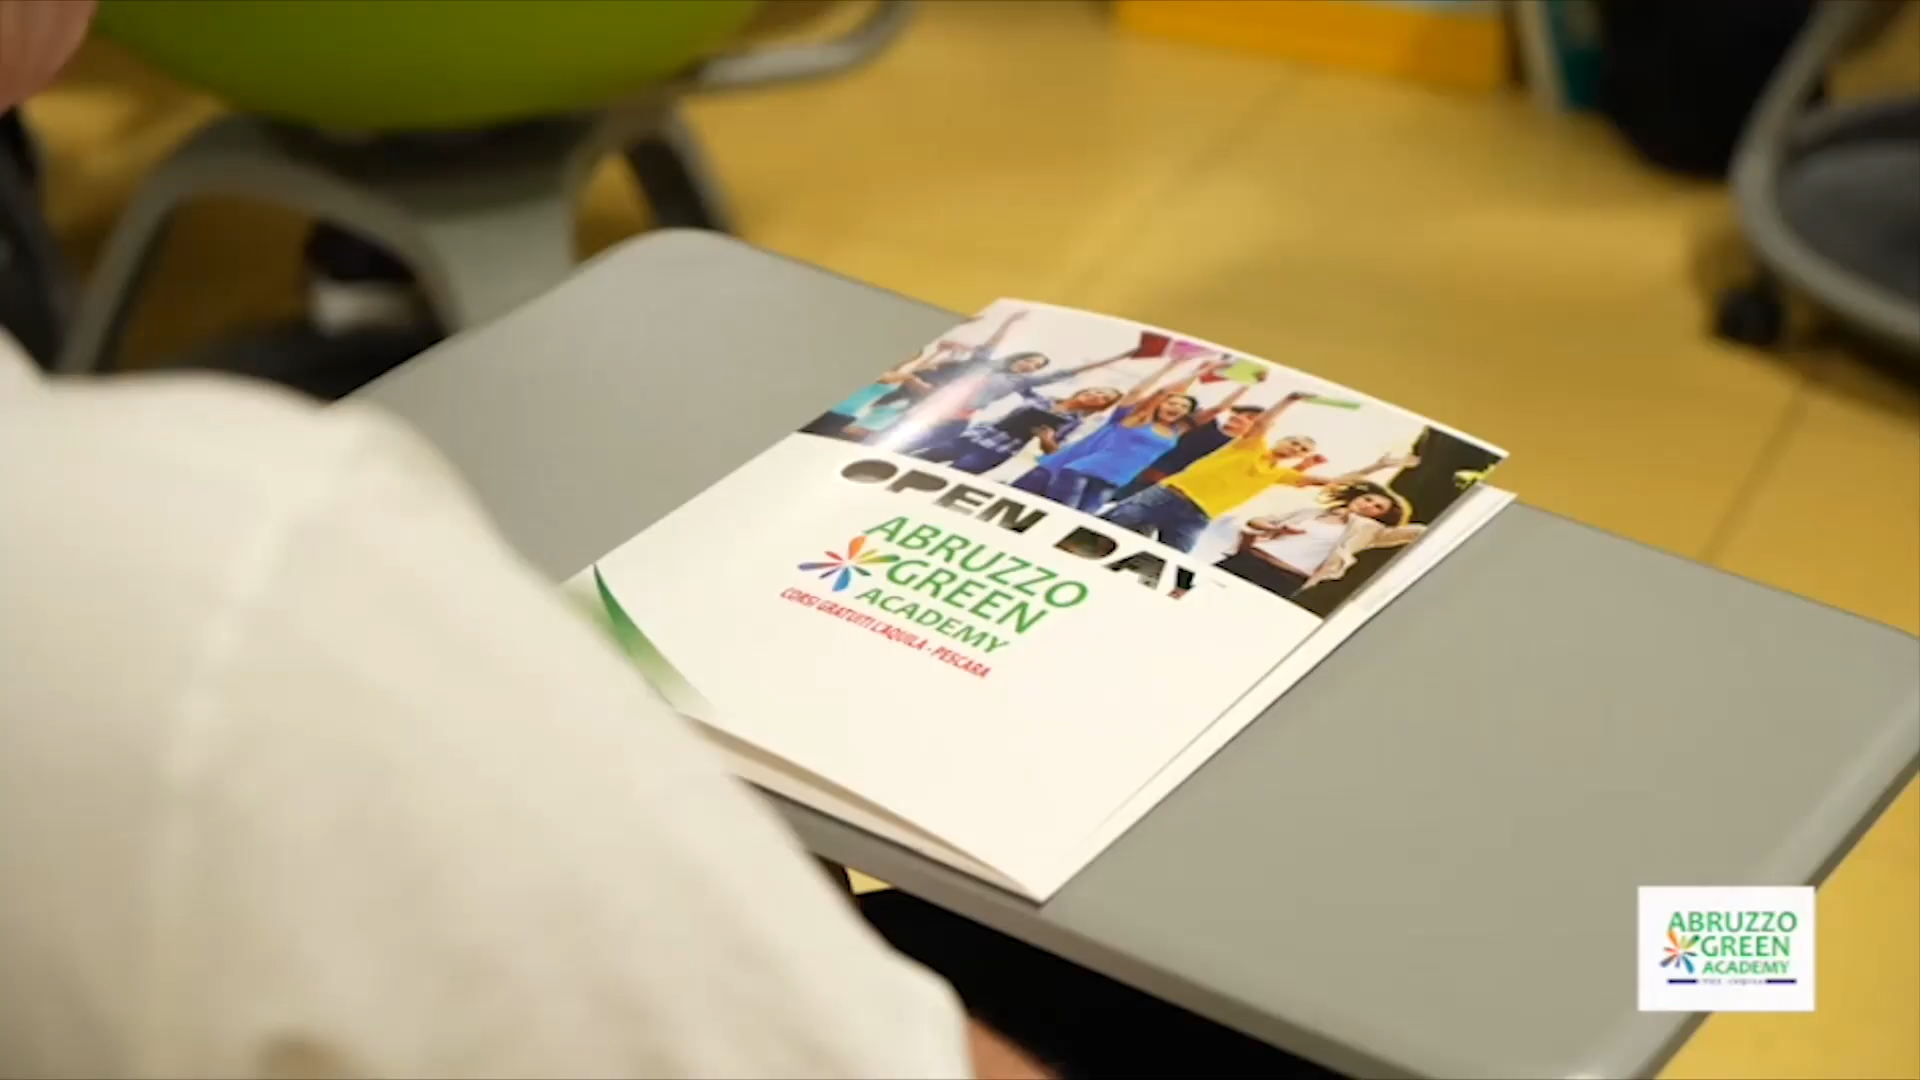 OPEN DAY
ABRUZZO
GREEN
ACADEMY
CORSI GRATUITI L'AQUILA - PESCARA
ABRUZZO
GREEN
ACADEMY